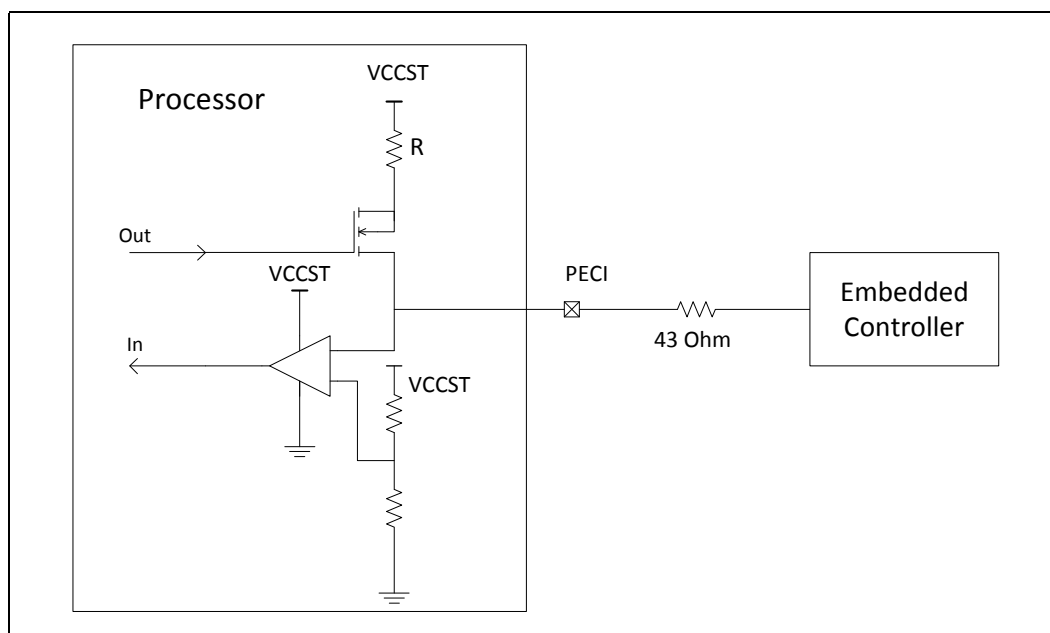 VCCST
Processor
R
Out
VCCST
PECI
Embedded
Controller
43 Ohm
In
VCCST